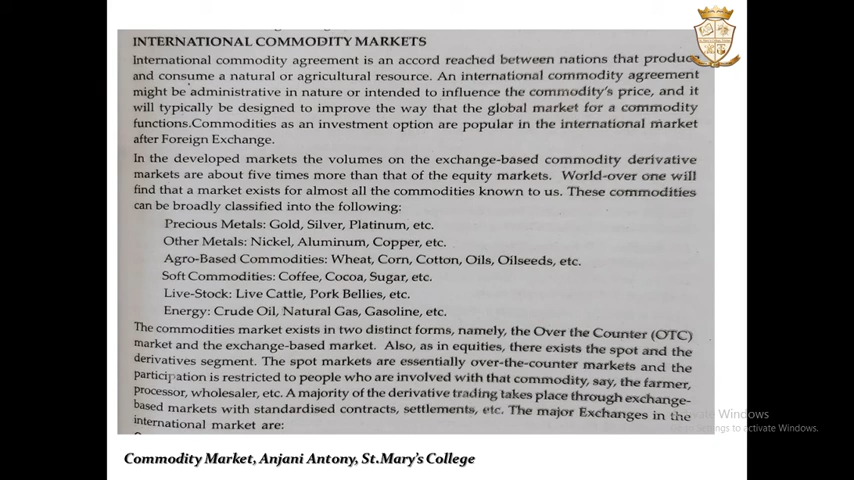 INTERNATIONAL COMMODITY MARKETS
International commodity agreement is an accord reached between nations that produce
and consume a natural or agricultural resource. An international commodity agreement
might be administrative in nature or intended to influence the commodity's price, and it
will typically be designed to improve the way that the global market for a commodity
functions.Commodities as an investment option are popular in the international market
after Foreign Exchange.
In the developed markets the volumes on the exchange-based commodity derivative
markets are about five times more than that of the equity markets. World-over one will
find that a market exists for almost all the commodities known to us. These commodities
can be broadly classified into the following:
Precious Metals: Gold, Silver, Platinum, etc.
Other Metals: Nickel, Aluminum, Copper, etc.
Agro-Based Commodities: Wheat, Corn, Cotton, Oils, Oilseeds, etc.
Soft Commodities: Coffee, Cocoa, Sugar, etc.
Live-Stock: Live Cattle, Pork Bellies, etc.
Energy: Crude Oil, Natural Gas, Gasoline, etc.
The commodities market exists in two distinct forms, namely, the Over the Counter (OTC)
market and the exchange-based market. Also, as in equities, there exists the spot and the
derivatives segment. The spot markets are essentially over-the-counter markets and the
participation is restricted to people who are involved with that commodity, say, the farmer,
processor, wholesaler, etc. A majority of the derivative trading takes place through exchange-
based markets with standardised contracts, settlements, etc. The major Exchanges in the
international market are:
Windows
to activate Windows.
Commodity Market, Anjani Antony, St.Mary's College